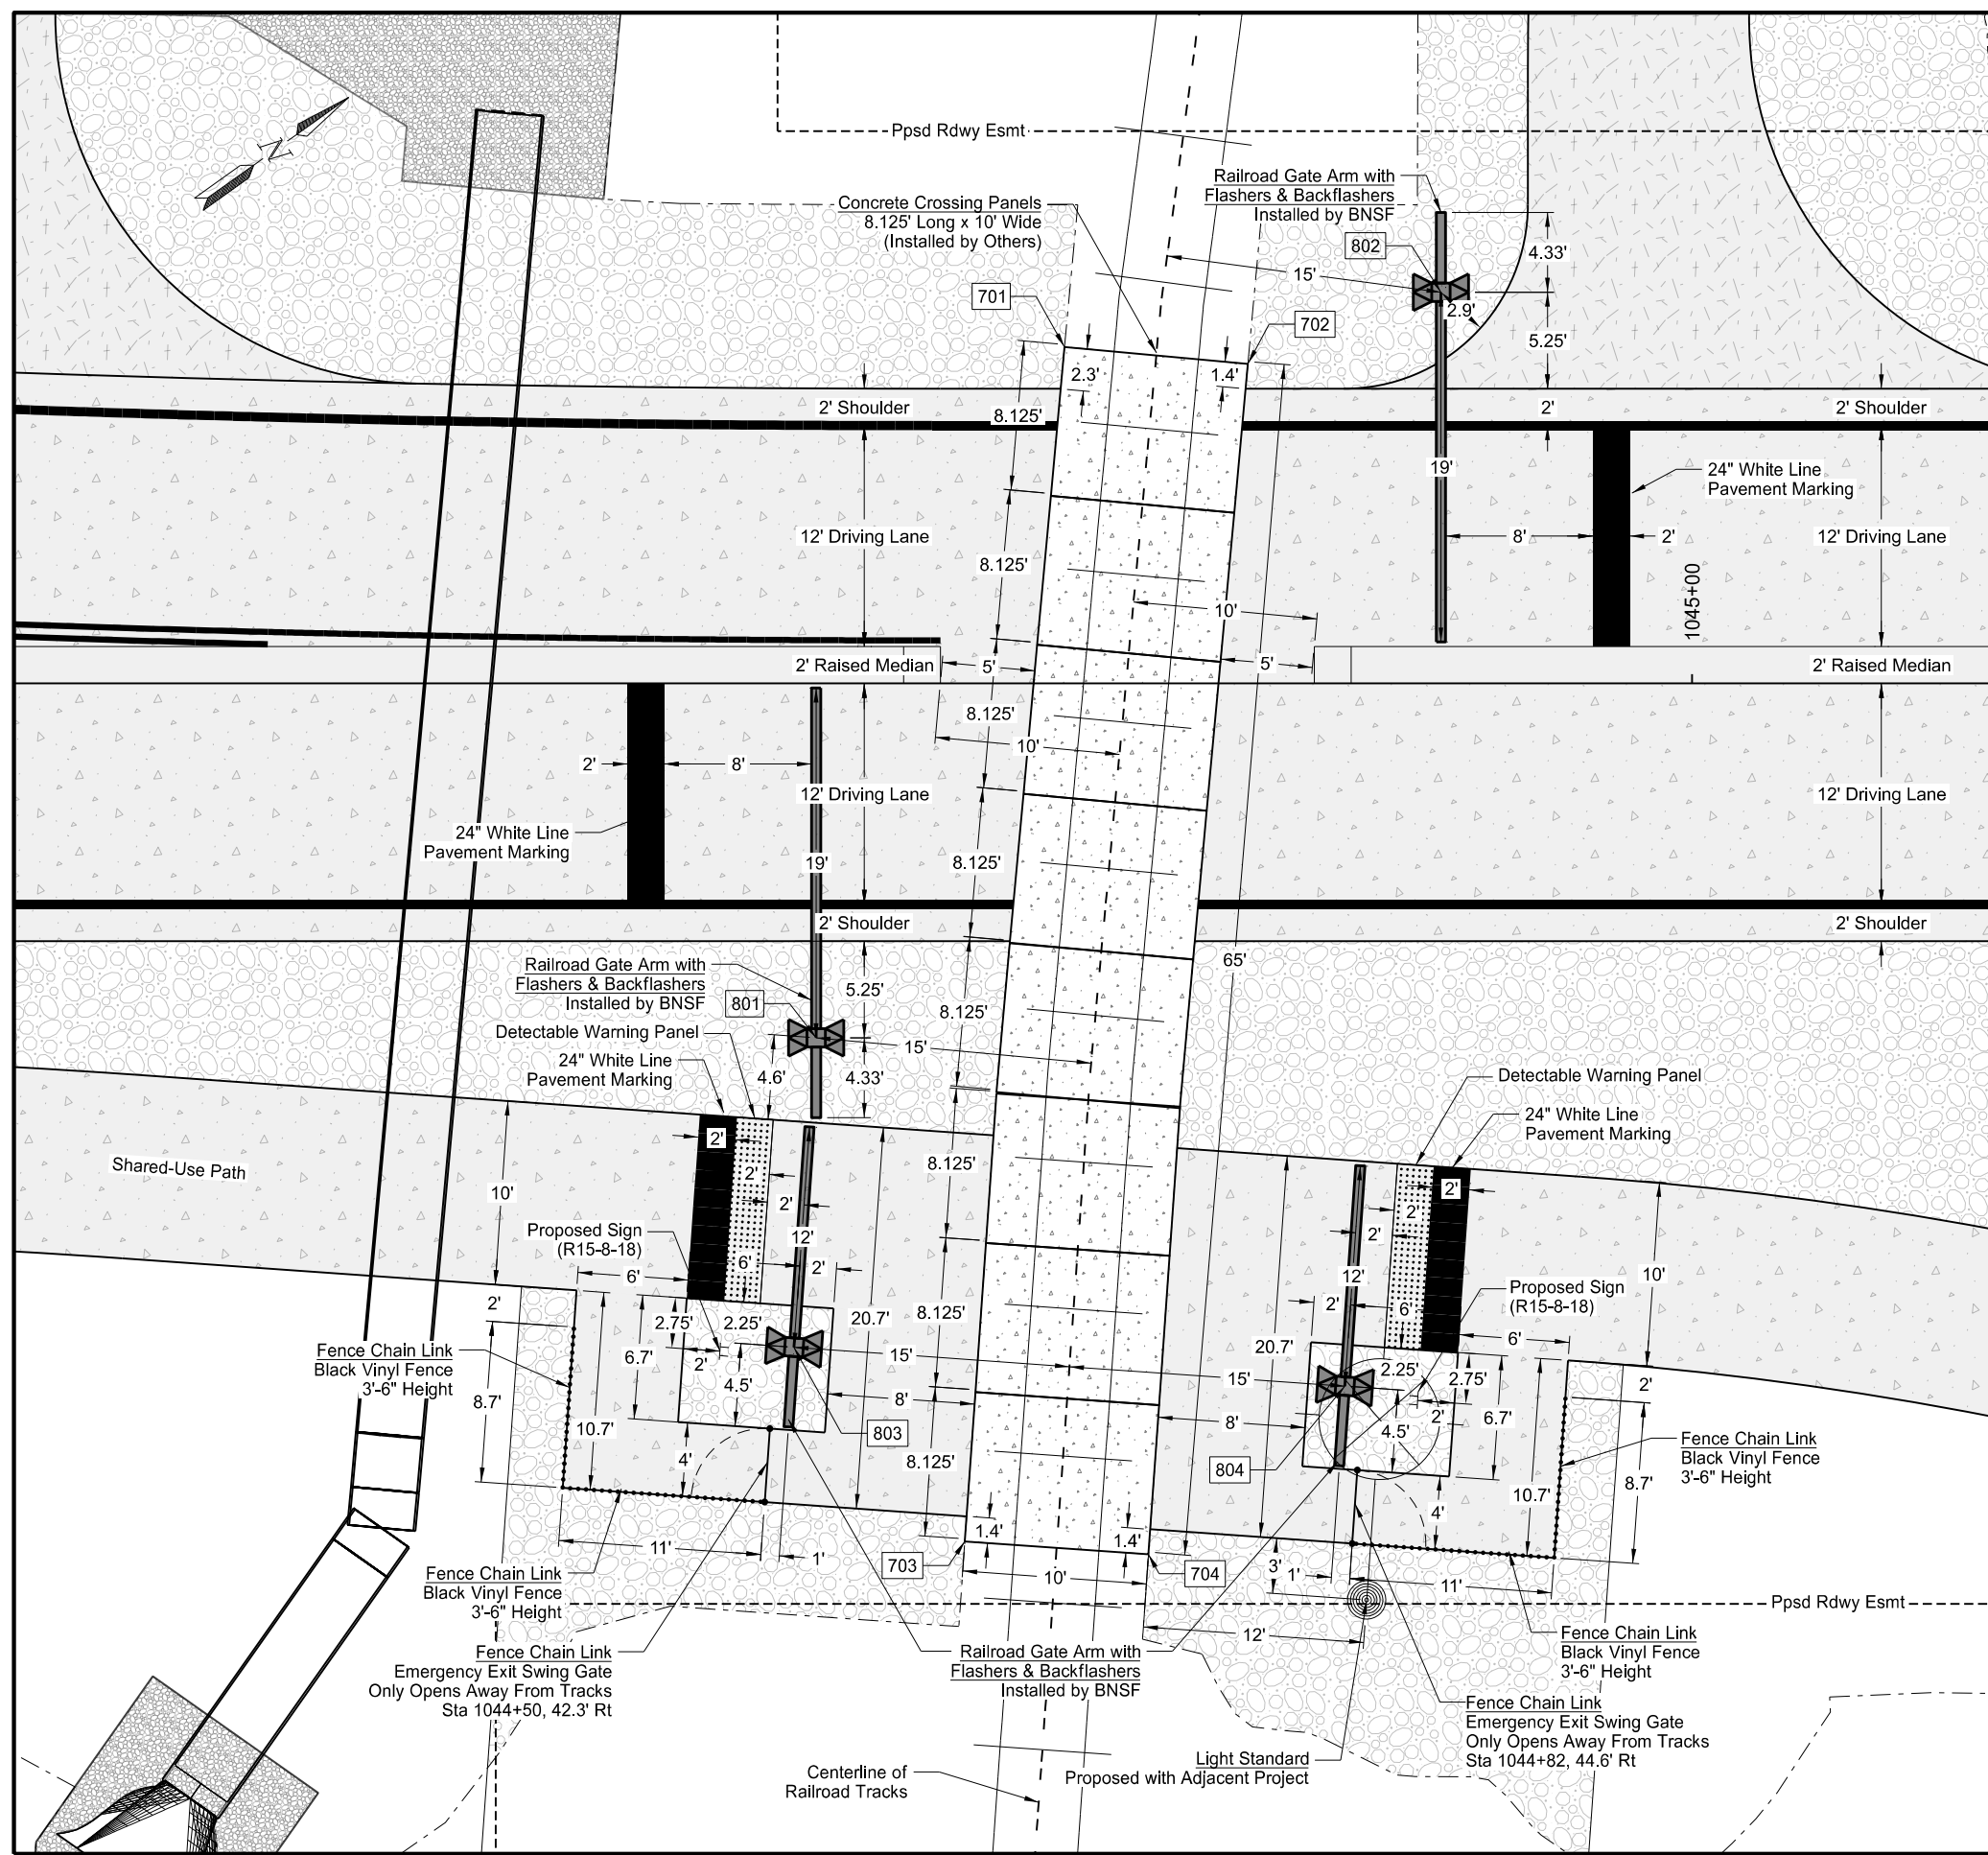 N
Ppsd Rdwy Esmt
Railroad Gate Arm with
Flashers & Backflashers
Installed by BNSF
802
Concrete Crossing Panels
8.125' Long x 10' Wide
(Installed by Others)
15'
4.33'
2.9'
5.25'
701
702
2.3'
1.4'
8.125'
2' Shoulder
2'
2' Shoulder
19'
24" White Line
Pavement Marking
12' Driving Lane
8'
2'
12' Driving Lane
8.125'
1045+00
10'
2' Raised Median
5'
5'
2' Raised Median
8.125'
10'
2'
8'
12' Driving Lane
12' Driving Lane
24" White Line
Pavement Marking
19'
8.125'
2' Shoulder
2' Shoulder
65'
Railroad Gate Arm with
Flashers & Backflashers
Installed by BNSF
801
5.25'
8.125'
Detectable Warning Panel
15'
24" White Line
Pavement Marking
4.6'
4.33'
Detectable Warning Panel
24" White Line
Pavement Marking
Shared-Use Path
10'
2'
2'
2'
8.125'
2'
2'
2'
10'
Proposed Sign
(R15-8-18)
12'
6'
6'
2'
12'
2'
6'
Proposed Sign
(R15-8-18)
6'
2'
2.75'
2.25'
20.7'
8.125'
20.7'
Fence Chain Link
Black Vinyl Fence
3'-6" Height
6.7'
2'
15'
15'
2.25'
2.75'
2'
8.7'
4.5'
8'
8'
2'
6.7'
10.7'
803
4.5'
Fence Chain Link
Black Vinyl Fence
3'-6" Height
4'
8.125'
804
4'
10.7'
8.7'
1.4'
1.4'
11'
1'
703
704
10'
3'
1'
11'
Fence Chain Link
Black Vinyl Fence
3'-6" Height
Ppsd Rdwy Esmt
12'
Fence Chain Link
Black Vinyl Fence
3'-6" Height
Fence Chain Link
Emergency Exit Swing Gate
Only Opens Away From Tracks
Sta 1044+50, 42.3' Rt
Railroad Gate Arm with
Flashers & Backflashers
Installed by BNSF
Fence Chain Link
Emergency Exit Swing Gate
Only Opens Away From Tracks
Sta 1044+82, 44.6' Rt
Light Standard
Proposed with Adjacent Project
Centerline of
Railroad Tracks